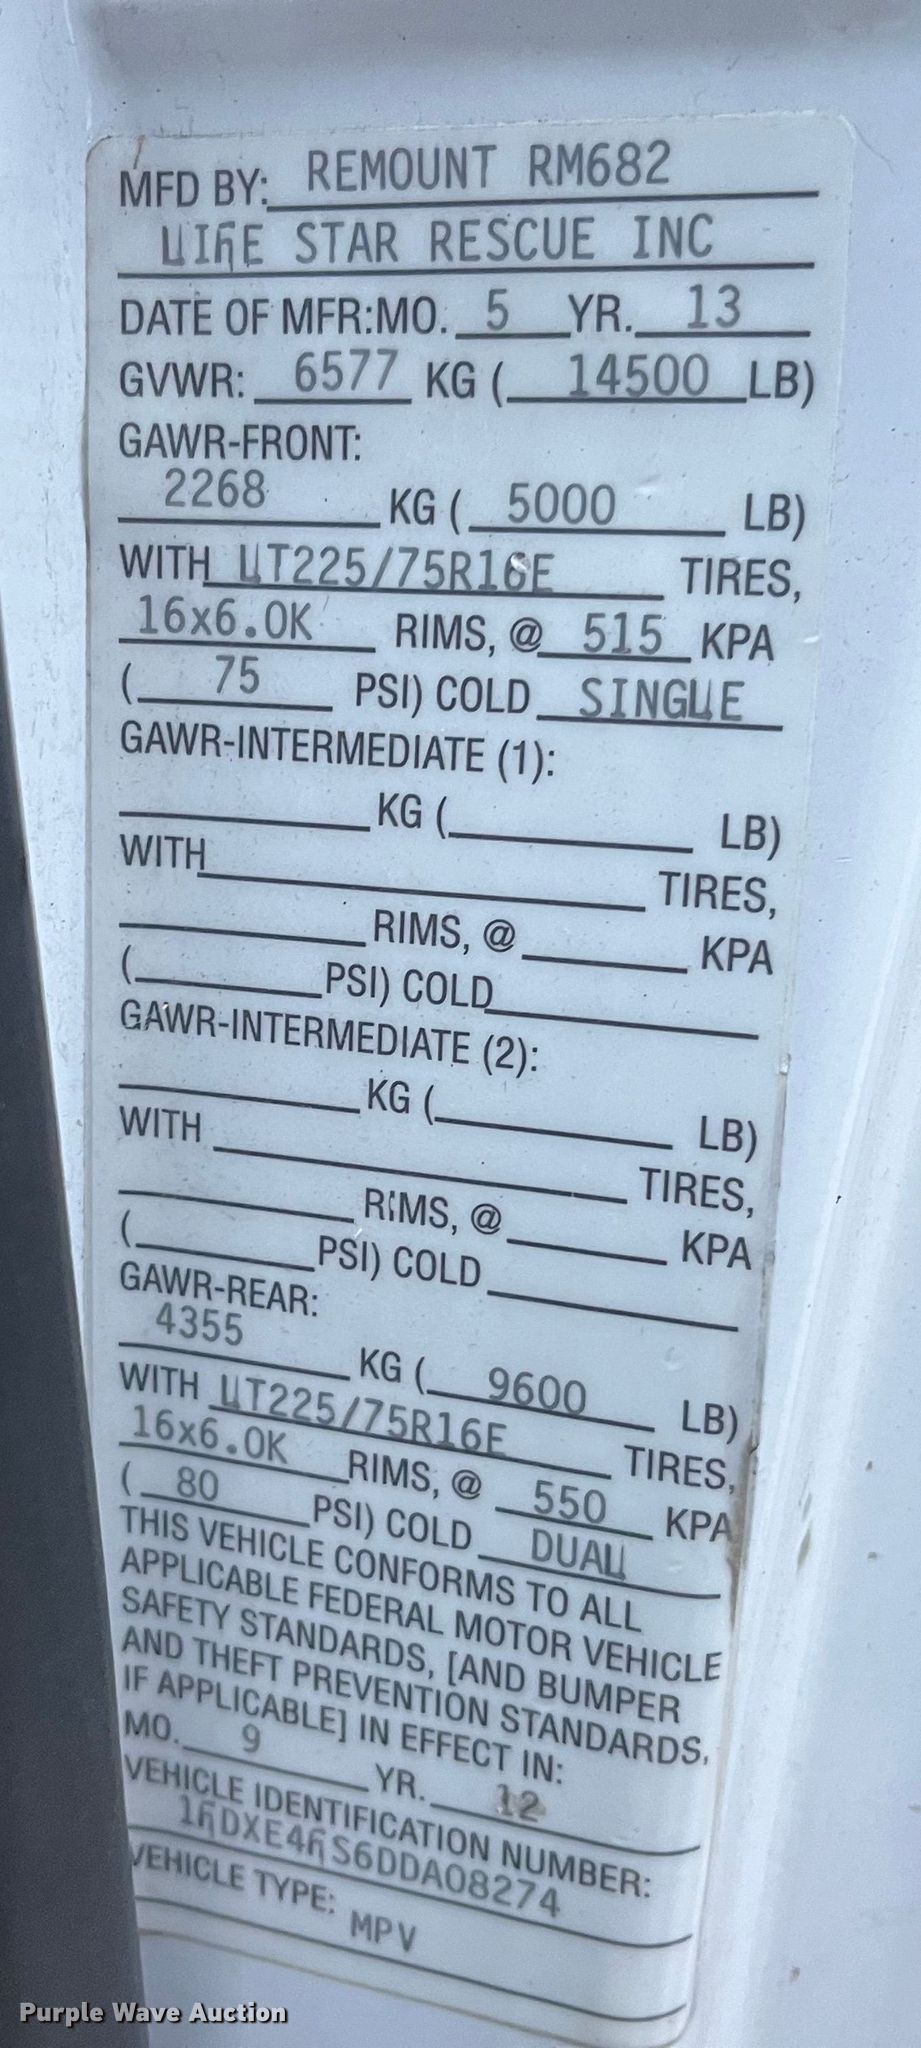 MFD BY: REMOUNT RM682
LIFE STAR RESCUE INC
DATE OF MFR:MO. 5 YR. 13
GVWR: 6577 KG ( 14500 LB)
GAWR-FRONT:
2268 KG ( 5000 LB)
WITH LT225/75R16E TIRES,
16x6.0K RIMS, @ 515 KPA
( 75 PSI) COLD SINGLE
GAWR-INTERMEDIATE (1):
KG ( LB)
WITH TIRES,
RIMS, @ KPA
( PSI) COLD
GAWR-INTERMEDIATE (2):
KG ( LB)
WITH TIRES,
RIMS, @ KPA
( PSI) COLD
GAWR-REAR:
4355 KG ( 9600 LB)
WITH LT225/75R16E TIRES,
16x6.0K RIMS, @ 550 KPA
( 80 PSI) COLD DUAL
THIS VEHICLE CONFORMS TO ALL
APPLICABLE FEDERAL MOTOR VEHICLE
SAFETY STANDARDS, [AND BUMPER
AND THEFT PREVENTION STANDARDS,
IF APPLICABLE] IN EFFECT IN:
MO. 9 YR. 12
VEHICLE IDENTIFICATION NUMBER:
1FDXE4FS6DDA08274
VEHICLE TYPE: MPV
Purple Wave Auction